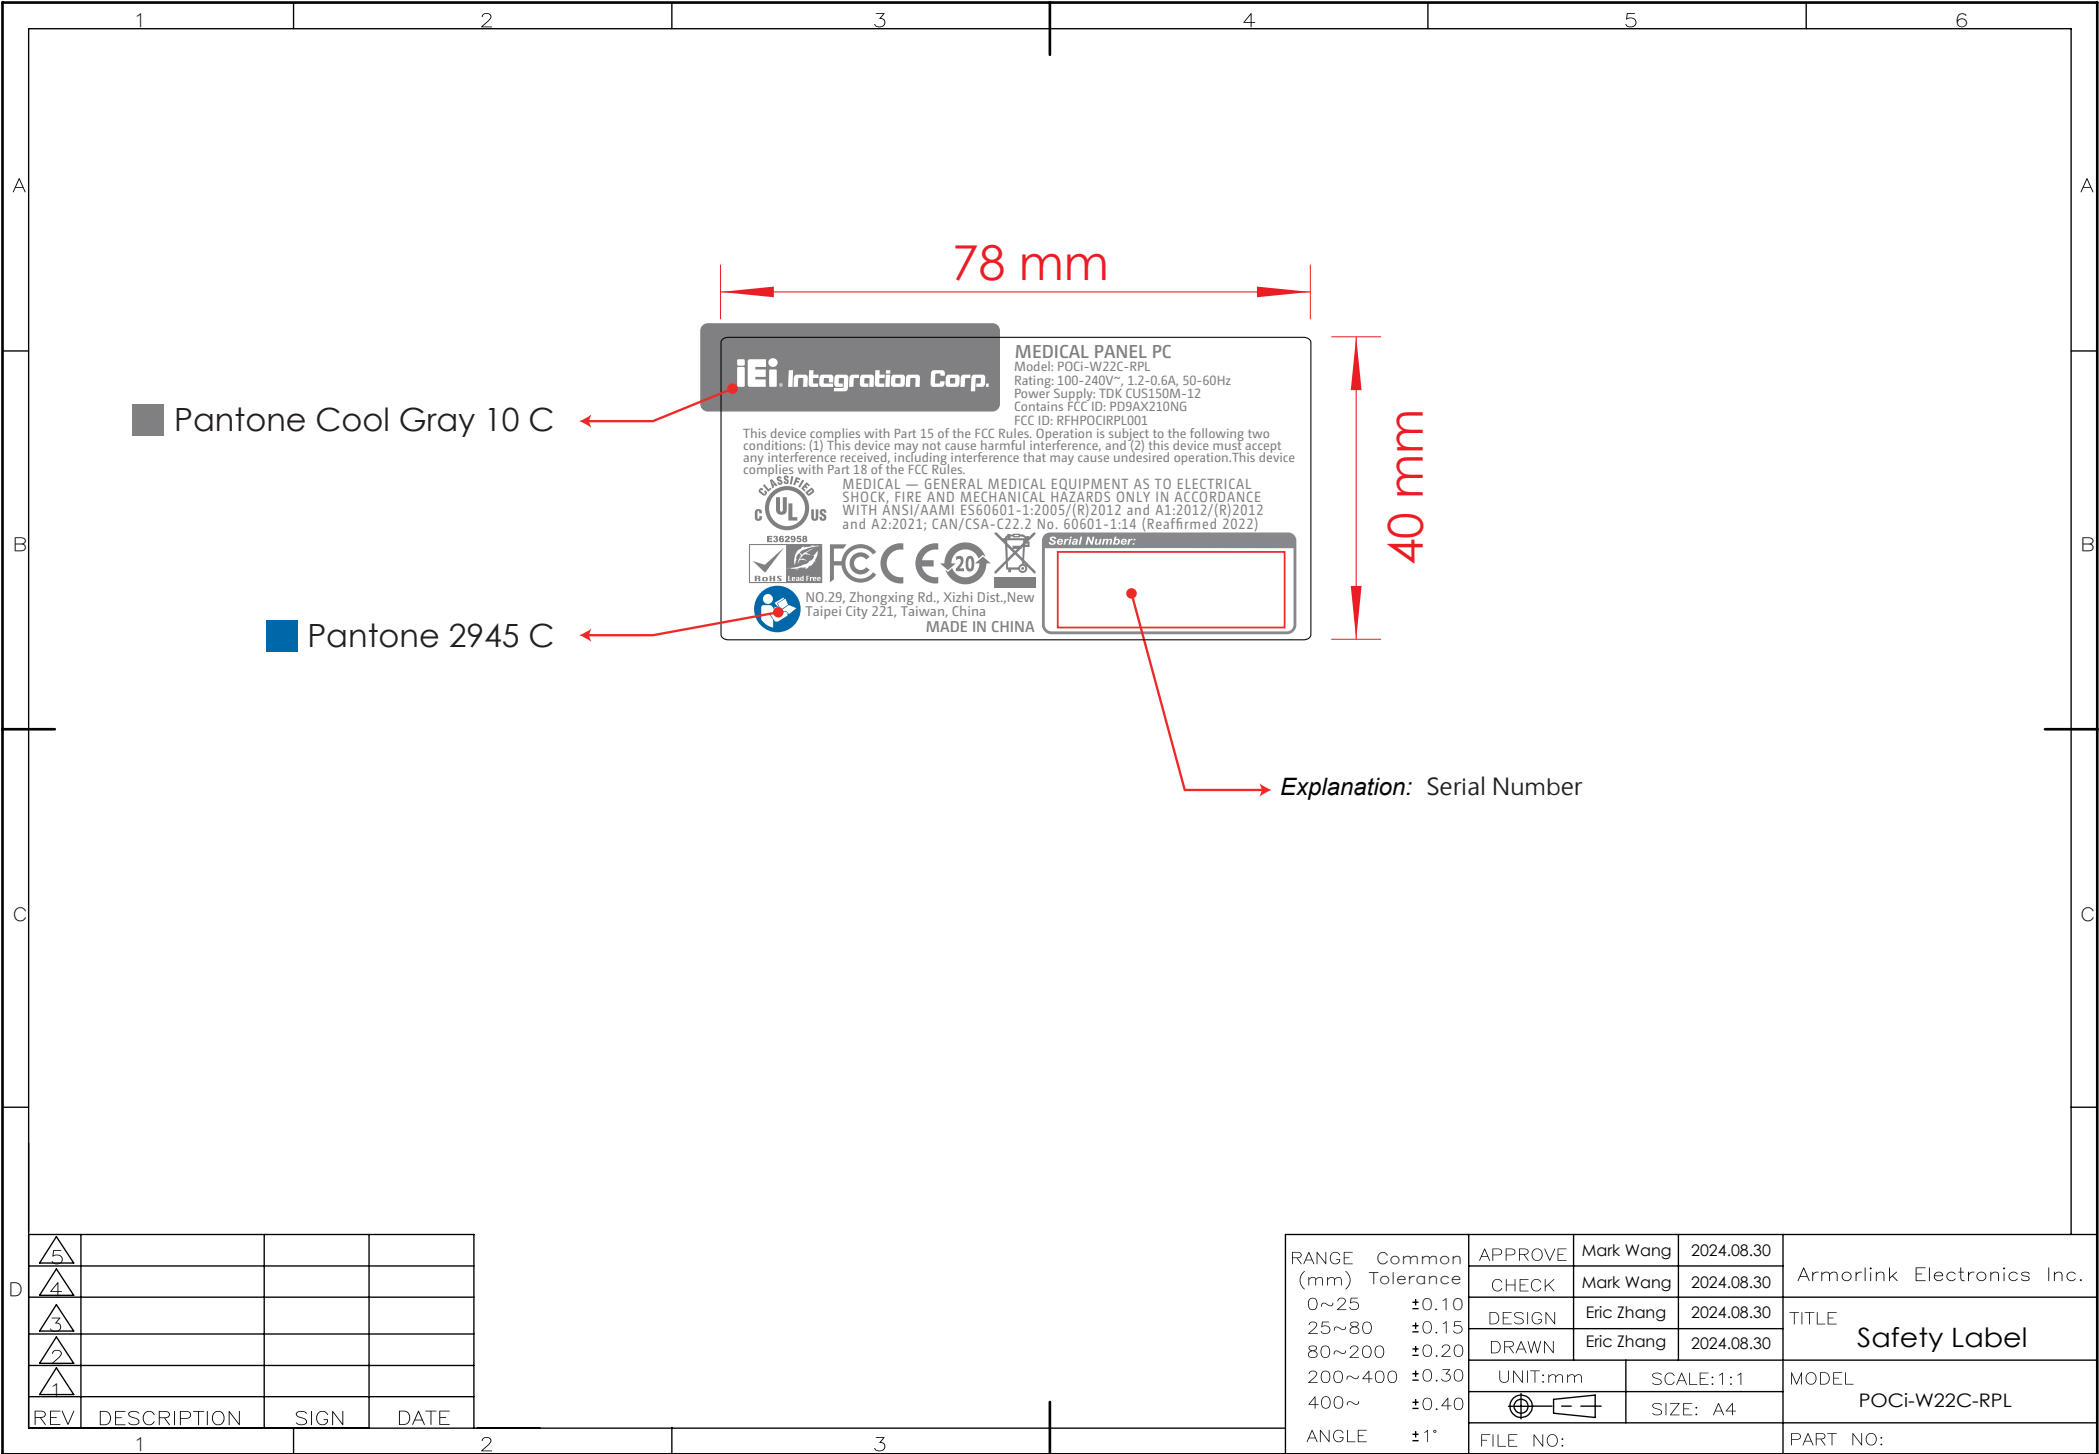 1 2 3 4 5 6
A A
78 mm
iEi Integration Corp.
MEDICAL PANEL PC
Model: POCi-W22C-RPL
Rating: 100-240V~, 1.2-0.6A, 50-60Hz
Power Supply: TDK CUS150M-12
Contains FCC ID: PD9AX210NG
FCC ID: RFHPOCIRPL001
Pantone Cool Gray 10 C
This device complies with Part 15 of the FCC Rules. Operation is subject to the following two
conditions: (1) This device may not cause harmful interference, and (2) this device must accept
any interference received, including interference that may cause undesired operation.This device
complies with Part 18 of the FCC Rules.
40 mm
CLASSIFIED
C UL US
E362958
MEDICAL — GENERAL MEDICAL EQUIPMENT AS TO ELECTRICAL
SHOCK, FIRE AND MECHANICAL HAZARDS ONLY IN ACCORDANCE
WITH ANSI/AAMI ES60601-1:2005/(R)2012 and A1:2012/(R)2012
and A2:2021; CAN/CSA-C22.2 No. 60601-1:14 (Reaffirmed 2022)
B B
Serial Number:
RoHS Lead Free
FCC CE 20
NO.29, Zhongxing Rd., Xizhi Dist.,New
Taipei City 221, Taiwan, China
MADE IN CHINA
Pantone 2945 C
Explanation: Serial Number
C C
D
5
4
3
2
1
REV DESCRIPTION SIGN DATE
RANGE Common
(mm) Tolerance
0~25 ±0.10
25~80 ±0.15
80~200 ±0.20
200~400 ±0.30
400~ ±0.40
ANGLE ±1°
APPROVE Mark Wang 2024.08.30
CHECK Mark Wang 2024.08.30
DESIGN Eric Zhang 2024.08.30
DRAWN Eric Zhang 2024.08.30
UNIT:mm SCALE:1:1
SIZE: A4
FILE NO:
Armorlink Electronics Inc.
TITLE
Safety Label
MODEL
POCi-W22C-RPL
PART NO:
1 2 3